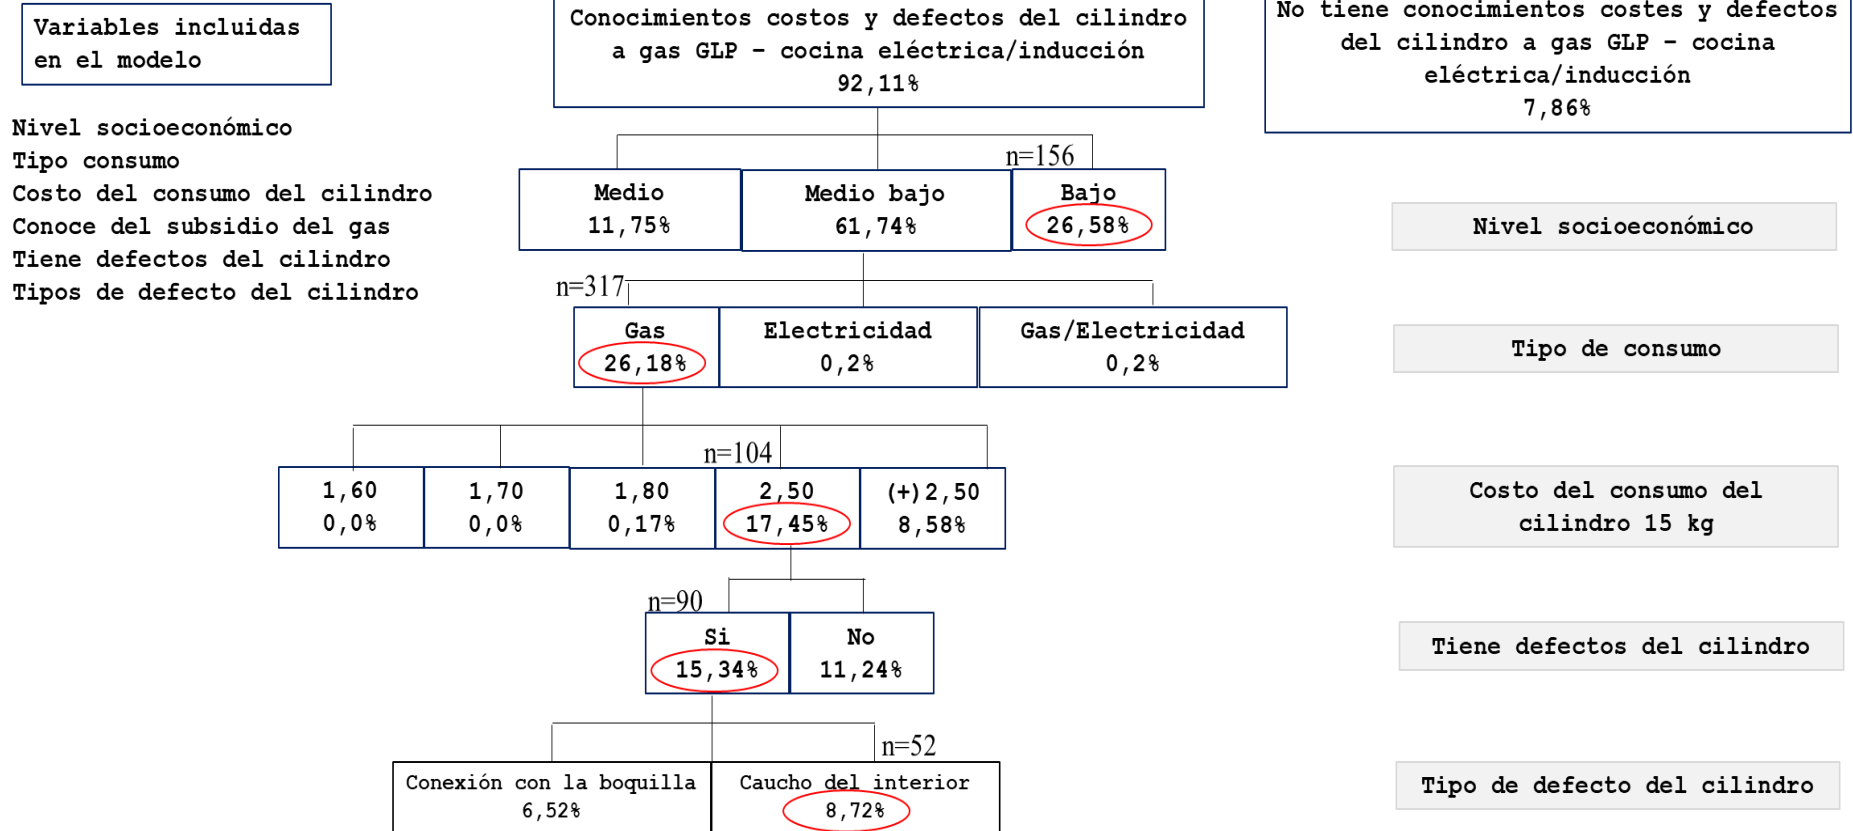 Variables incluidas
en el modelo
Nivel socioeconómico
Tipo consumo
Costo del consumo del cilindro
Conoce del subsidio del gas
Tiene defectos del cilindro
Tipos de defecto del cilindro
Conocimientos costos y defectos del cilindro
a gas GLP – cocina eléctrica/inducción
92,11%
No tiene conocimientos costes y defectos
del cilindro a gas GLP – cocina
eléctrica/inducción
7,86%
n=156
Medio
11,75%
Medio bajo
61,74%
Bajo
26,58%
Nivel socioeconómico
n=317
Gas
26,18%
Electricidad
0,2%
Gas/Electricidad
0,2%
Tipo de consumo
n=104
1,60
0,0%
1,70
0,0%
1,80
0,17%
2,50
17,45%
(+)2,50
8,58%
Costo del consumo del
cilindro 15 kg
n=90
Si
15,34%
No
11,24%
Tiene defectos del cilindro
n=52
Conexión con la boquilla
6,52%
Caucho del interior
8,72%
Tipo de defecto del cilindro